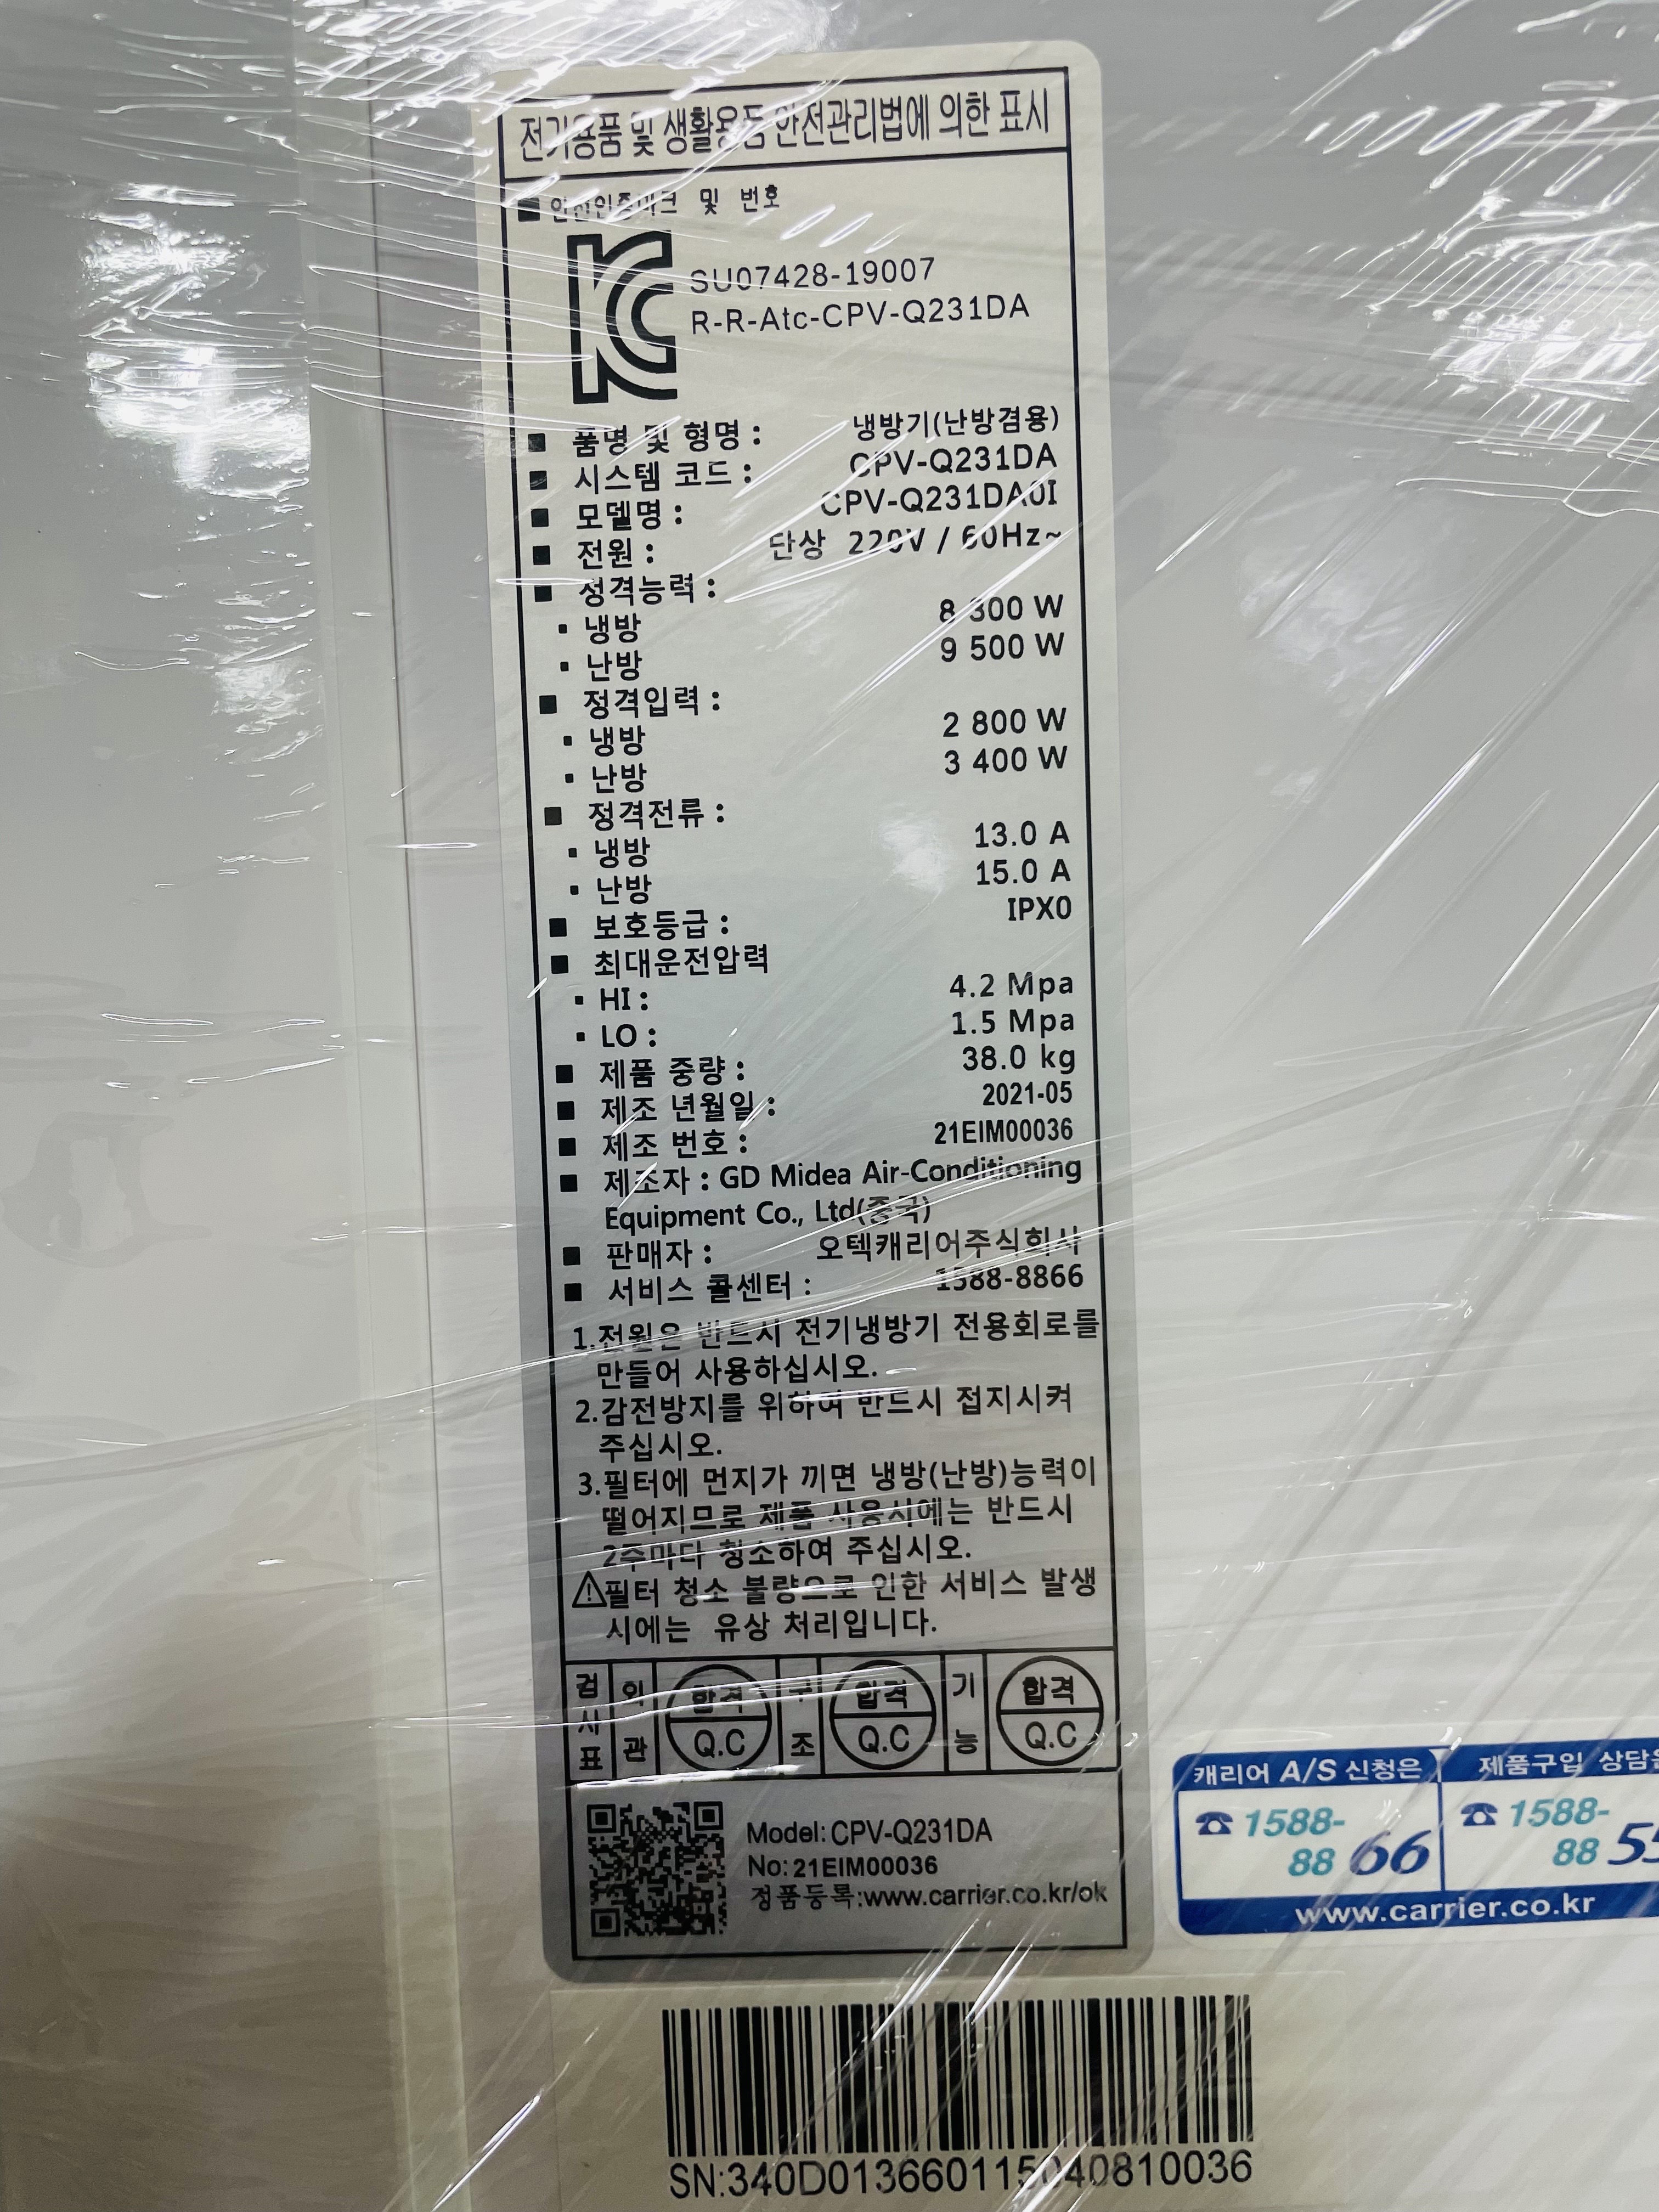 전기용품 및 생활용품 안전관리법에 의한 표시
■ 안전인증마크 및 번호
SU07428-19007
R-R-Atc-CPV-Q231DA
■ 품명 및 형명 : 냉방기(난방겸용)
CPV-Q231DA
■ 시스템 코드 : CPV-Q231DA0I
■ 모델명 :
■ 전원 : 단상 220V / 60Hz~
■ 정격능력 :
· 냉방 8 300 W
· 난방 9 500 W
■ 정격입력 :
· 냉방 2 800 W
· 난방 3 400 W
■ 정격전류 :
· 냉방 13.0 A
· 난방 15.0 A
■ 보호등급 : IPX0
■ 최대운전압력
· HI : 4.2 Mpa
· LO : 1.5 Mpa
■ 제품 중량 : 38.0 kg
■ 제조 년월일 : 2021-05
■ 제조 번호 : 21EIM00036
■ 제조자 : GD Midea Air-Conditioning
Equipment Co., Ltd(중국)
■ 판매자 : 오텍캐리어주식회사
■ 서비스 콜센터 : 1588-8866
1.전원은 반드시 전기냉방기 전용회로를
만들어 사용하십시오.
2.감전방지를 위하여 반드시 접지시켜
주십시오.
3.필터에 먼지가 끼면 냉방(난방)능력이
떨어지므로 제품 사용시에는 반드시
2주마다 청소하여 주십시오.
⚠필터 청소 불량으로 인한 서비스 발생
시에는 유상 처리입니다.
검사표 외관 합격 Q.C 구조 합격 Q.C 기능 합격 Q.C
Model: CPV-Q231DA
No: 21EIM00036
정품등록:www.carrier.co.kr/ok
캐리어 A/S 신청은
☎ 1588-
88 66
제품구입 상담은
☎ 1588-
88 55
www.carrier.co.kr
SN:340D01366011504081​0036